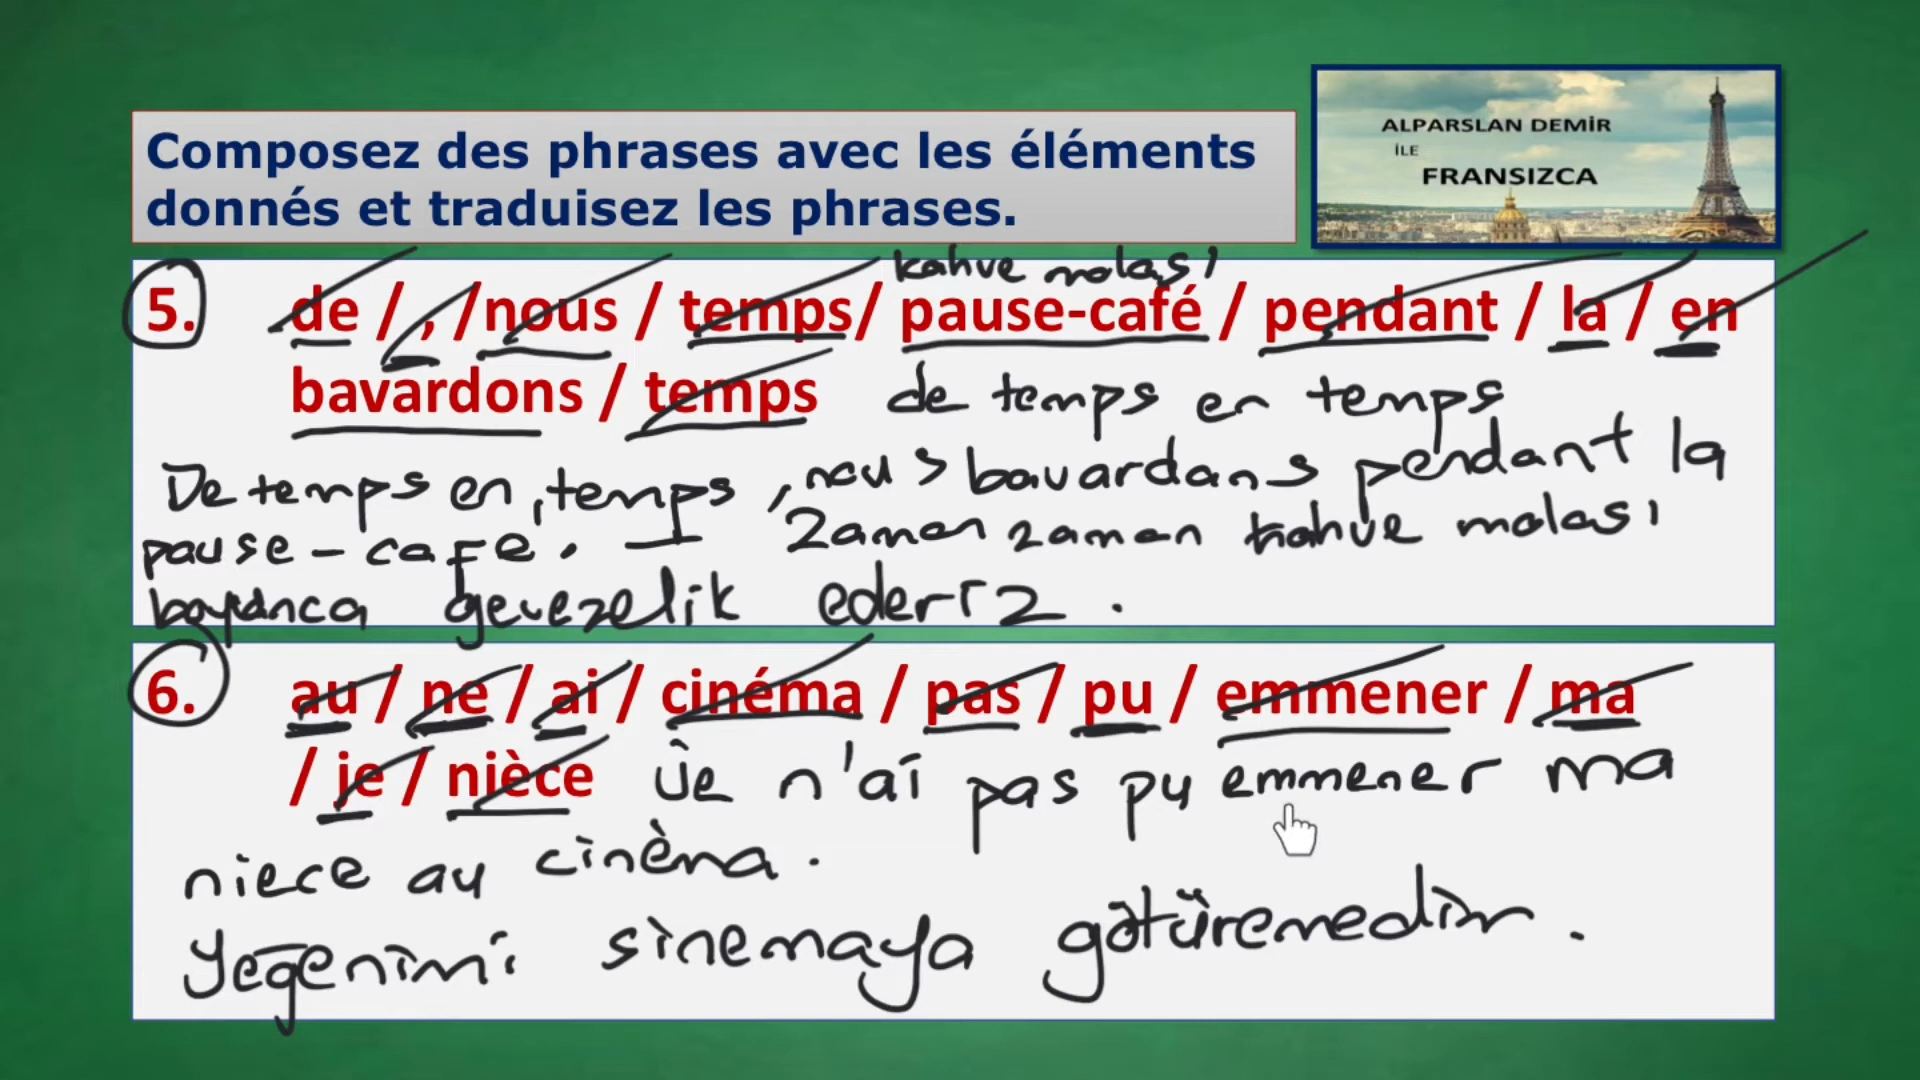 Composez des phrases avec les éléments
donnés et traduisez les phrases.
ALPARSLAN DEMİR
İLE
FRANSIZCA
kahve molası
5. de / , /nous / temps/ pause-café / pendant / la / en
bavardons / temps de temps en temps
De temps en temps, nous bavardons pendant la
pause-café. Zaman zaman kahve molası
boyunca gevezelik ederiz.
6. au / ne / ai / cinéma / pas / pu / emmener / ma
/ je / nièce Je n'ai pas pu emmener ma
niece au cinèma.
Yeğenimi sinemaya götüremedim.